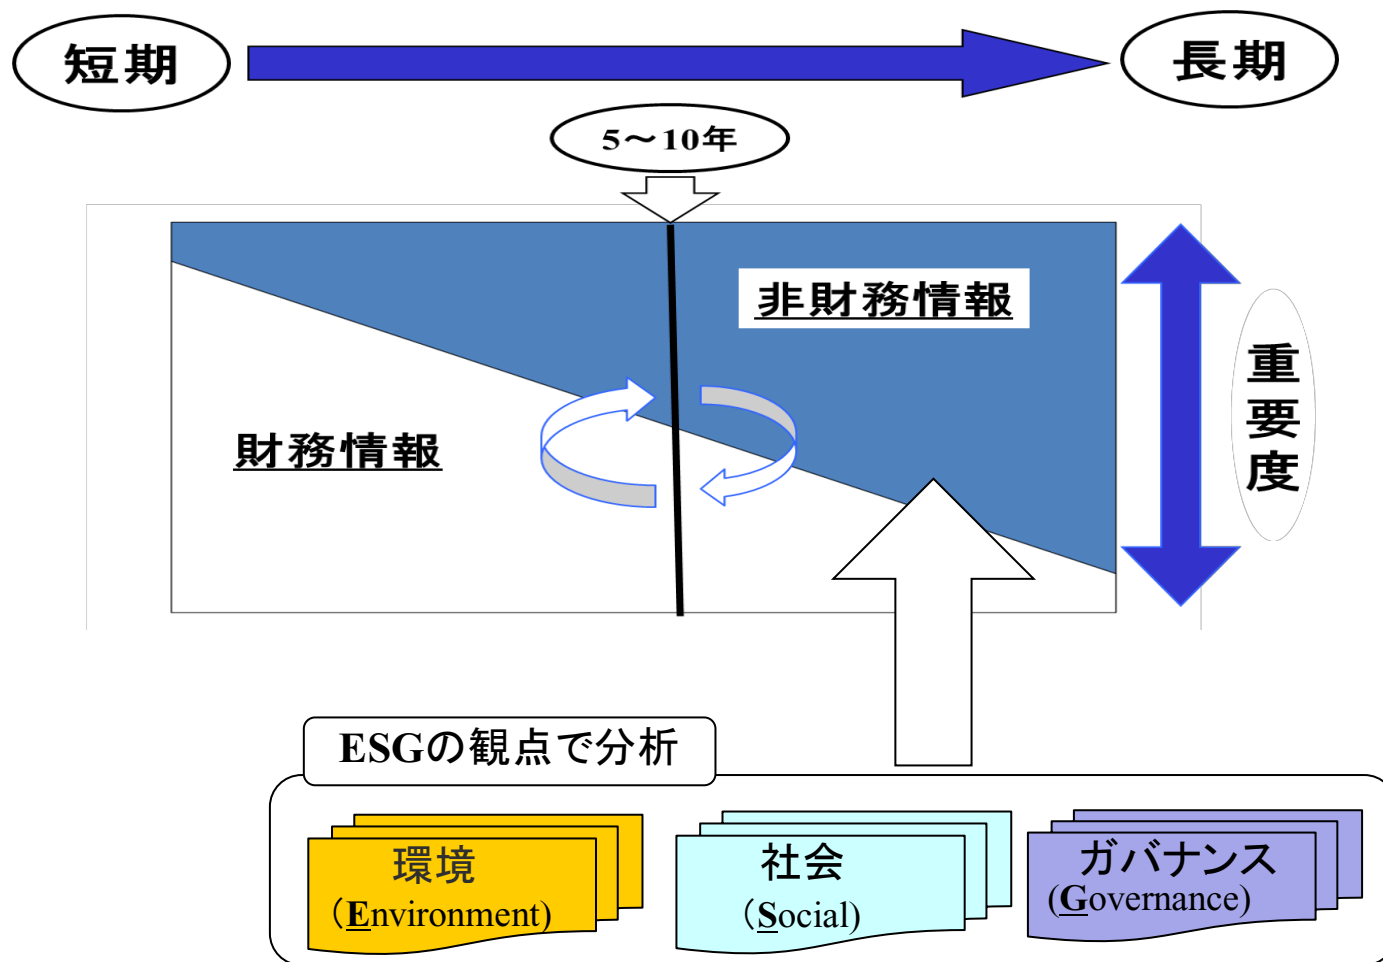 短期
長期
5～10年
非財務情報
財務情報
重要度
ESGの観点で分析
環境
（Environment)
社会
（Social)
ガバナンス
(Governance)